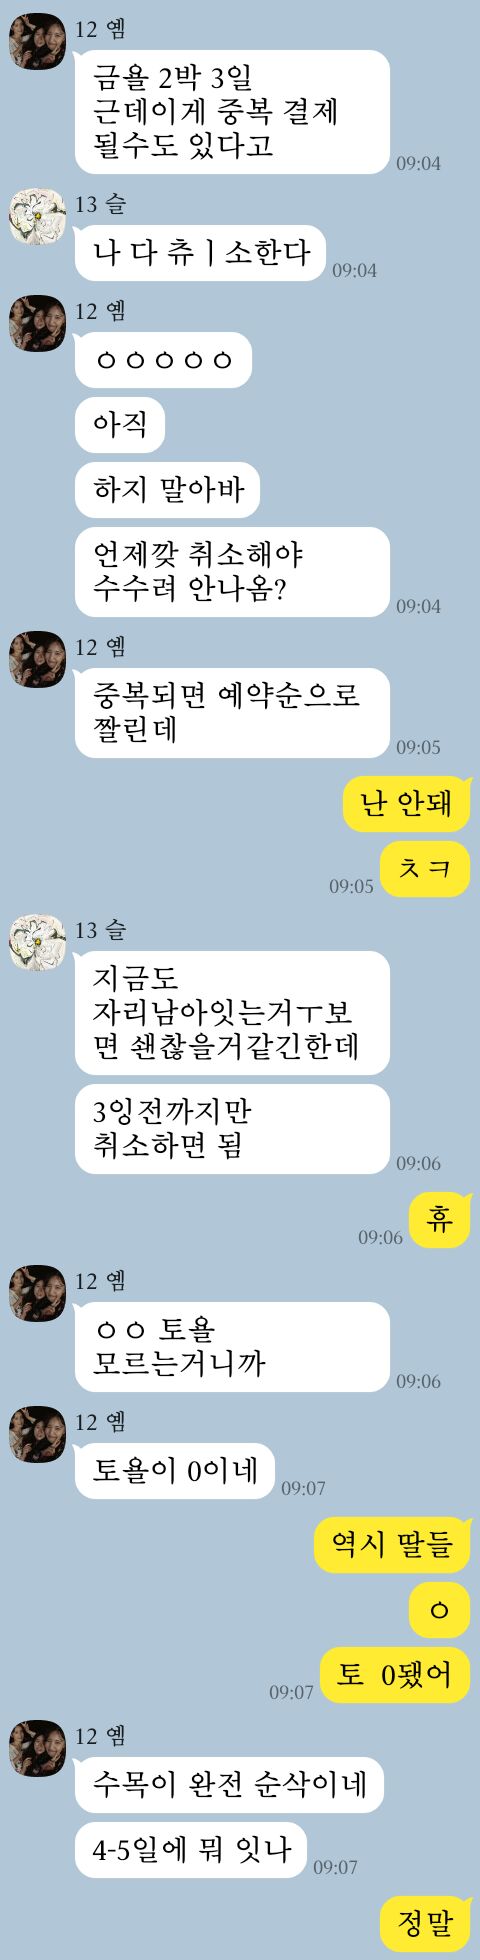 12 옘
금욜 2박 3일
근데이게 중복 결제
될수도 있다고
09:04
13 슬
나 다 츄ㅣ소한다
09:04
12 옘
ㅇㅇㅇㅇㅇ
아직
하지 말아바
언제깢 취소해야
수수려 안나옴?
09:04
12 옘
중복되면 예약순으로
짤린데
09:05
난 안돼
ㅊㅋ
09:05
13 슬
지금도
자리남아잇는거ㅜ보
면 쇈찮을거같긴한데
3잉전까지만
취소하면 됨
09:06
휴
09:06
12 옘
ㅇㅇ 토욜
모르는거니까
09:06
12 옘
토욜이 0이네
09:07
역시 딸들
ㅇ
토  0됐어
09:07
12 옘
수목이 완전 순삭이네
4-5일에 뭐 잇나
09:07
정말